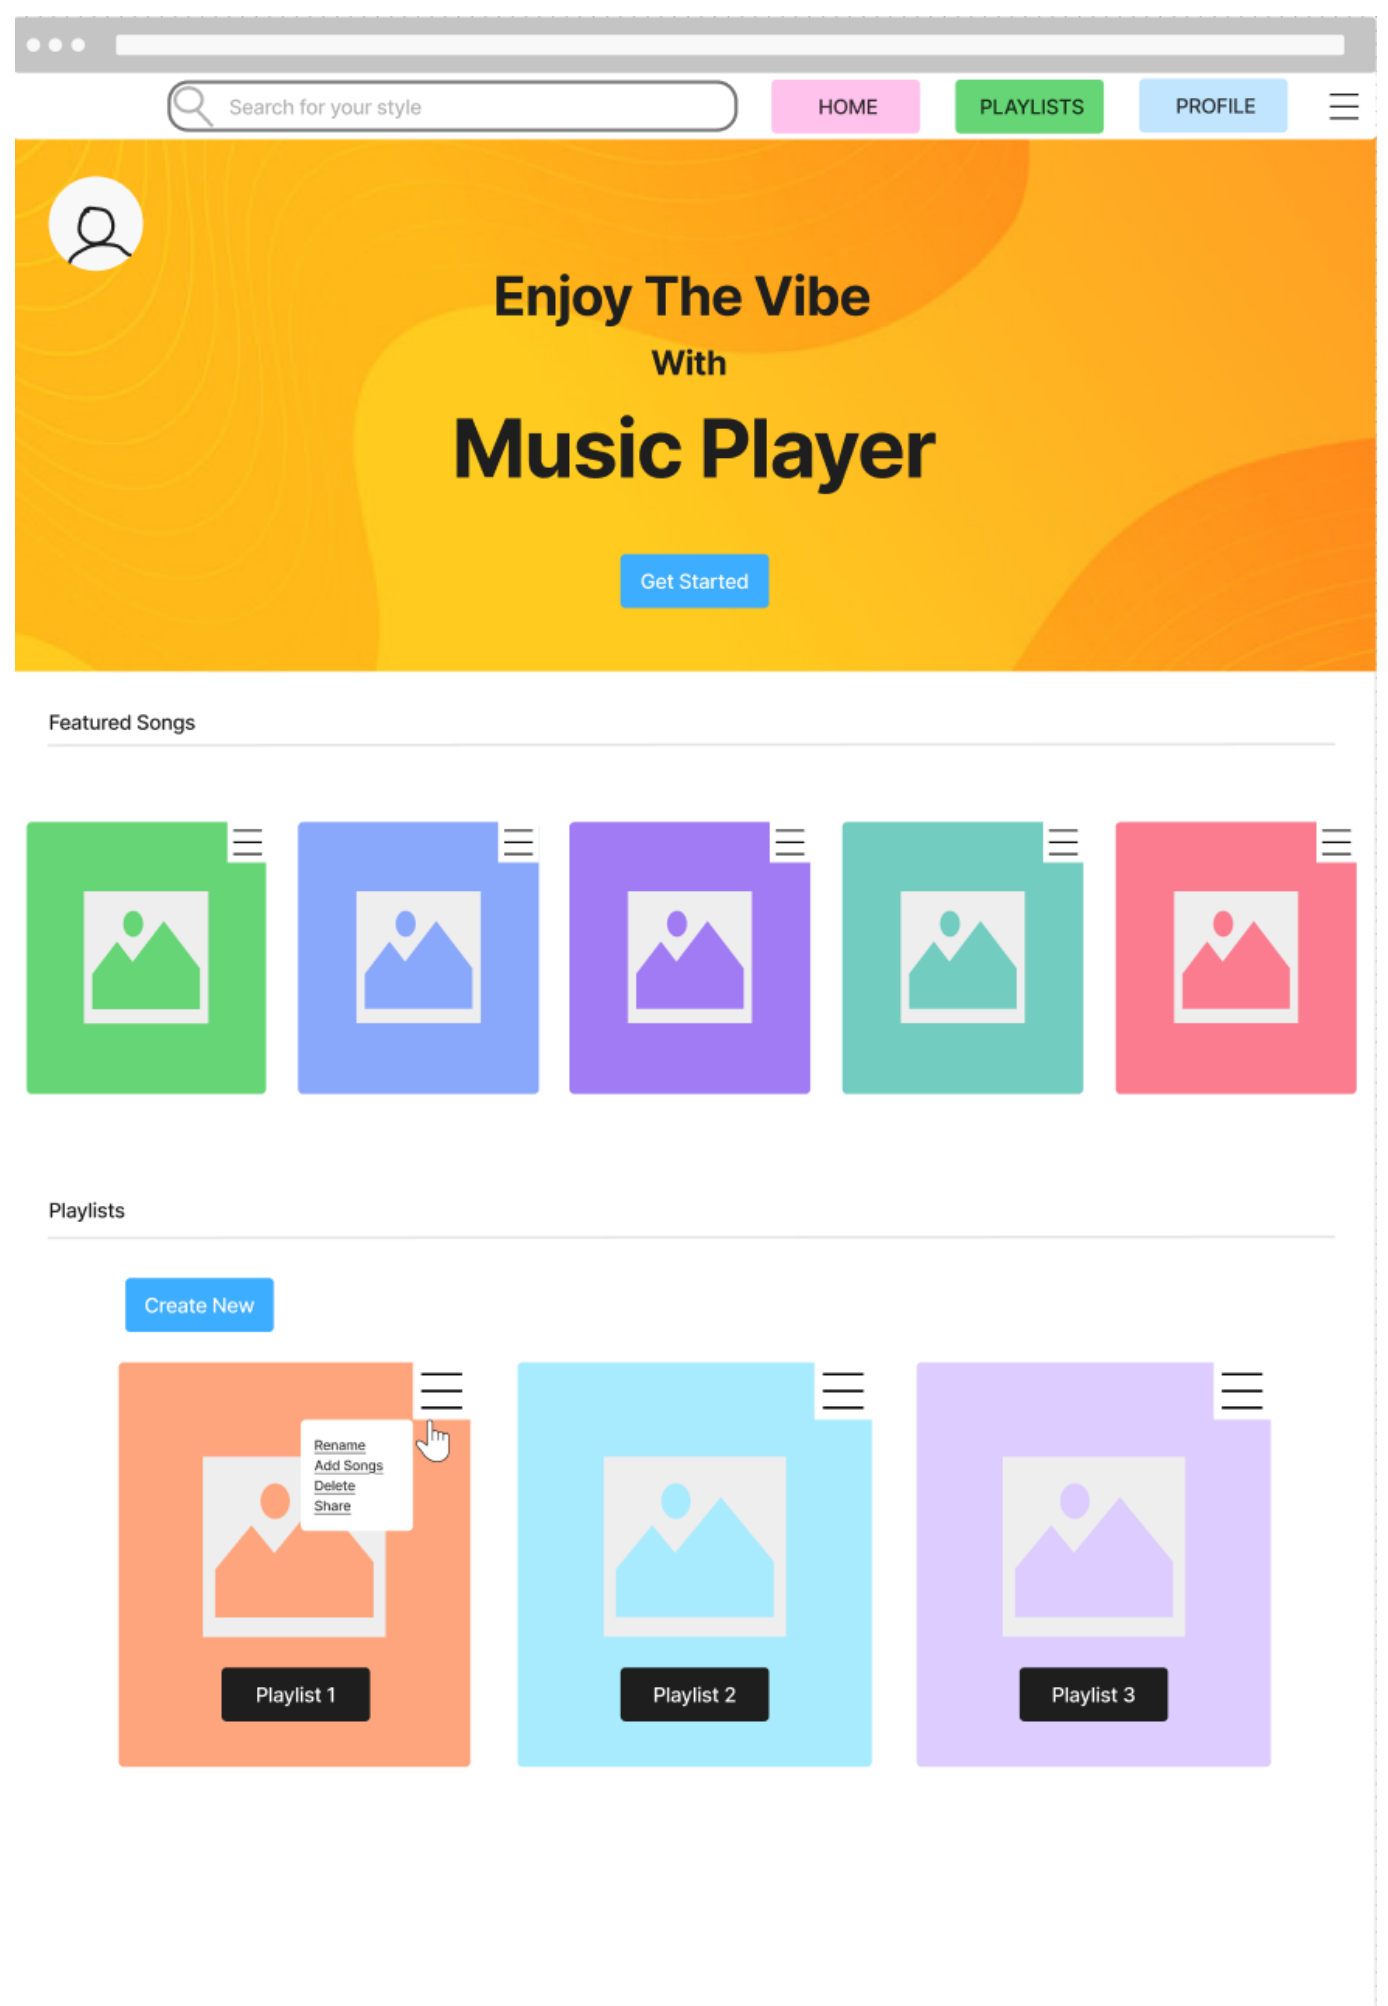 Search for your style
HOME
PLAYLISTS
PROFILE
Enjoy The Vibe
With
Music Player
Get Started
Featured Songs
Playlists
Create New
Rename
Add Songs
Delete
Share
Playlist 1
Playlist 2
Playlist 3